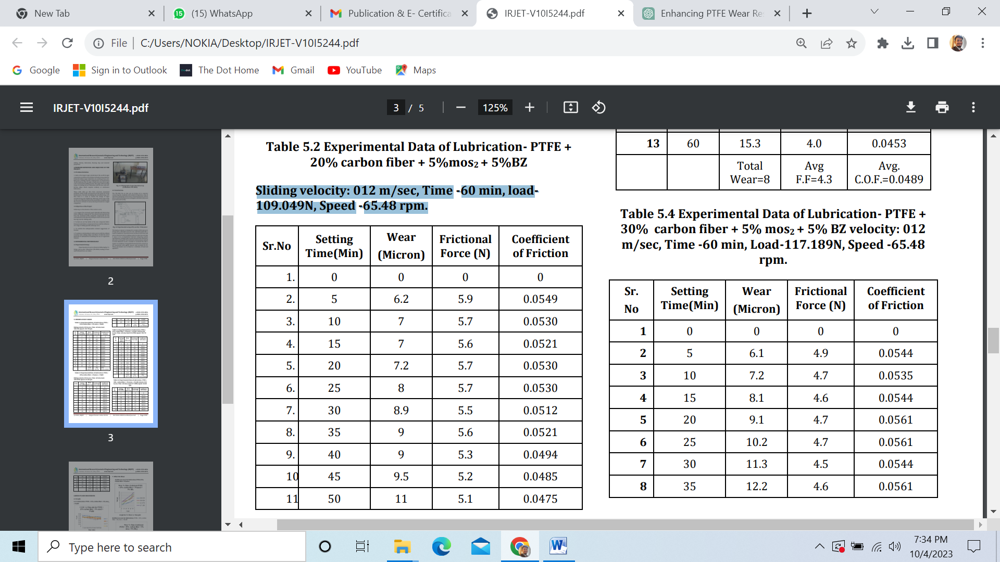 New Tab
15
(15) WhatsApp
Publication & E- Certifica
IRJET-V10I5244.pdf
Enhancing PTFE Wear Re
File
C:/Users/NOKIA/Desktop/IRJET-V10I5244.pdf
Google
Sign in to Outlook
The Dot Home
Gmail
YouTube
Maps
IRJET-V10I5244.pdf
3 / 5
125%
2
3
Table 5.2 Experimental Data of Lubrication- PTFE +
20% carbon fiber + 5%mos₂ + 5%BZ
Sliding velocity: 012 m/sec, Time -60 min, load-
109.049N, Speed -65.48 rpm.
Sr.No Setting Time(Min) Wear (Micron) Frictional Force (N) Coefficient of Friction
1. 0 0 0 0
2. 5 6.2 5.9 0.0549
3. 10 7 5.7 0.0530
4. 15 7 5.6 0.0521
5. 20 7.2 5.7 0.0530
6. 25 8 5.7 0.0530
7. 30 8.9 5.5 0.0512
8. 35 9 5.6 0.0521
9. 40 9 5.3 0.0494
10 45 9.5 5.2 0.0485
11 50 11 5.1 0.0475
13 60 15.3 4.0 0.0453
Total Wear=8 Avg F.F=4.3 Avg. C.O.F.=0.0489
Table 5.4 Experimental Data of Lubrication- PTFE +
30% carbon fiber + 5% mos₂ + 5% BZ velocity: 012
m/sec, Time -60 min, Load-117.189N, Speed -65.48
rpm.
Sr. No Setting Time(Min) Wear (Micron) Frictional Force (N) Coefficient of Friction
1 0 0 0 0
2 5 6.1 4.9 0.0544
3 10 7.2 4.7 0.0535
4 15 8.1 4.6 0.0544
5 20 9.1 4.7 0.0561
6 25 10.2 4.7 0.0561
7 30 11.3 4.5 0.0544
8 35 12.2 4.6 0.0561
Type here to search
7:34 PM
10/4/2023